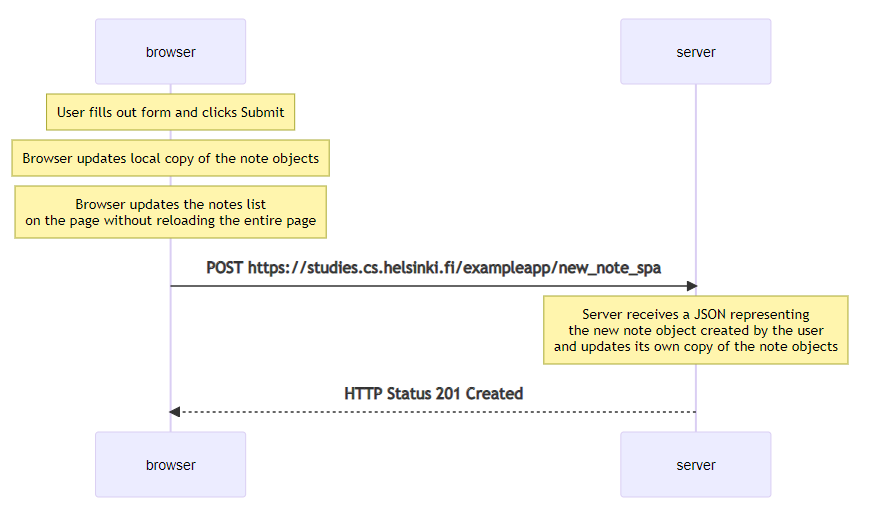 browser
server
User fills out form and clicks Submit
Browser updates local copy of the note objects
Browser updates the notes list
on the page without reloading the entire page
POST https://studies.cs.helsinki.fi/exampleapp/new_note_spa
Server receives a JSON representing
the new note object created by the user
and updates its own copy of the note objects
HTTP Status 201 Created
browser
server